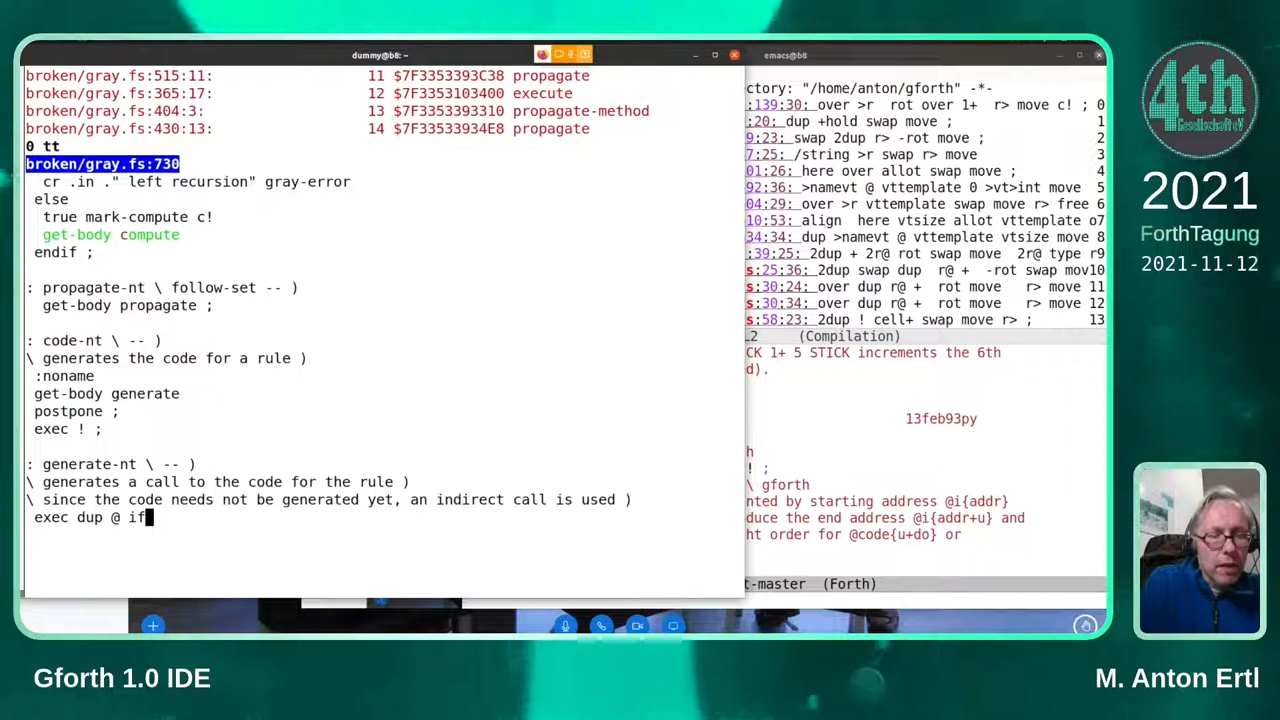 dummy@b8: ~
broken/gray.fs:515:11: 11 $7F3353393C38 propagate
broken/gray.fs:365:17: 12 $7F3353103400 execute
broken/gray.fs:404:3: 13 $7F3353393310 propagate-method
broken/gray.fs:430:13: 14 $7F33533934E8 propagate
0 tt
broken/gray.fs:730
cr .in ." left recursion" gray-error
else
true mark-compute c!
get-body compute
endif ;
: propagate-nt \ follow-set -- )
get-body propagate ;
: code-nt \ -- )
\ generates the code for a rule )
:noname
get-body generate
postpone ;
exec ! ;
: generate-nt \ -- )
\ generates a call to the code for the rule )
\ since the code needs not be generated yet, an indirect call is used )
exec dup @ if
emacs@b8
ectory: "/home/anton/gforth" -*-
:139:30: over >r rot over 1+ r> move c! ; 0
:20: dup +hold swap move ; 1
9:23: swap 2dup r> -rot move ; 2
7:25: /string >r swap r> move 3
01:26: here over allot swap move ; 4
92:36: >namevt @ vttemplate 0 >vt>int move 5
04:29: over >r vttemplate swap move r> free 6
10:53: align here vtsize allot vttemplate o7
34:34: dup >namevt @ vttemplate vtsize move 8
:39:25: 2dup + 2r@ rot swap move 2r@ type r9
s:25:36: 2dup swap dup r@ + -rot swap mov10
s:30:24: over dup r@ + rot move r> move 11
s:30:34: over dup r@ + rot move r> move 12
s:58:23: 2dup ! cell+ swap move r> ; 13
L2 (Compilation)
CK 1+ 5 STICK increments the 6th
d).
13feb93py
h
! ;
\ gforth
nted by starting address @i{addr}
duce the end address @i{addr+u} and
ht order for @code{u+do} or
t-master (Forth)
4th
Gesellschaft eV
2021
ForthTagung
2021-11-12
Gforth 1.0 IDE
M. Anton Ertl